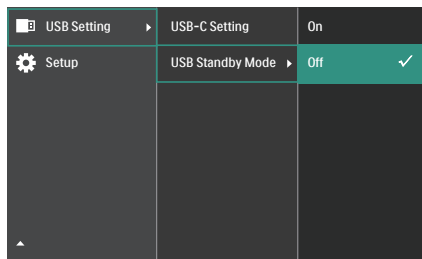 USB Setting
USB-C Setting
On
Setup
USB Standby Mode
Off